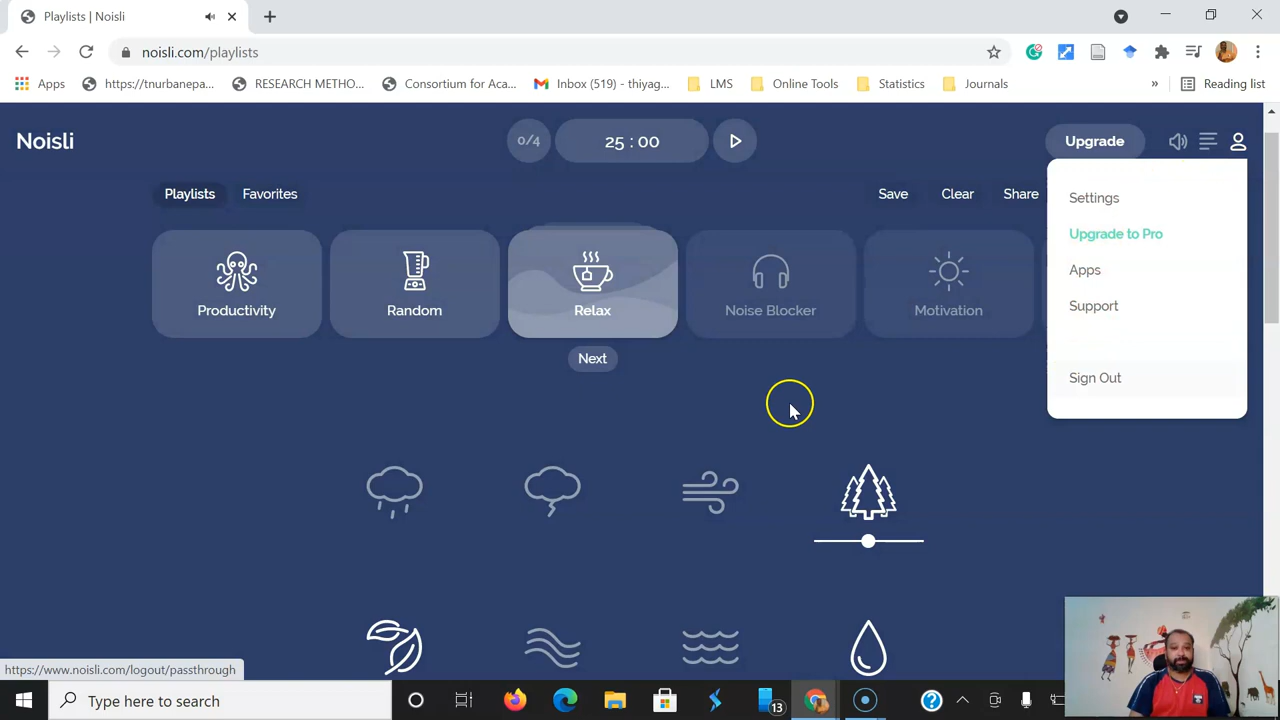 Playlists | Noisli
noisli.com/playlists
Apps
https://tnurbanepa...
RESEARCH METHO...
Consortium for Aca...
Inbox (519) - thiyag...
LMS
Online Tools
Statistics
Journals
»
Reading list
Noisli
0/4
25 : 00
Upgrade
Playlists
Favorites
Save
Clear
Share
Settings
Upgrade to Pro
Apps
Support
Sign Out
Productivity
Random
Relax
Noise Blocker
Motivation
Next
https://www.noisli.com/logout/passthrough
Type here to search
13